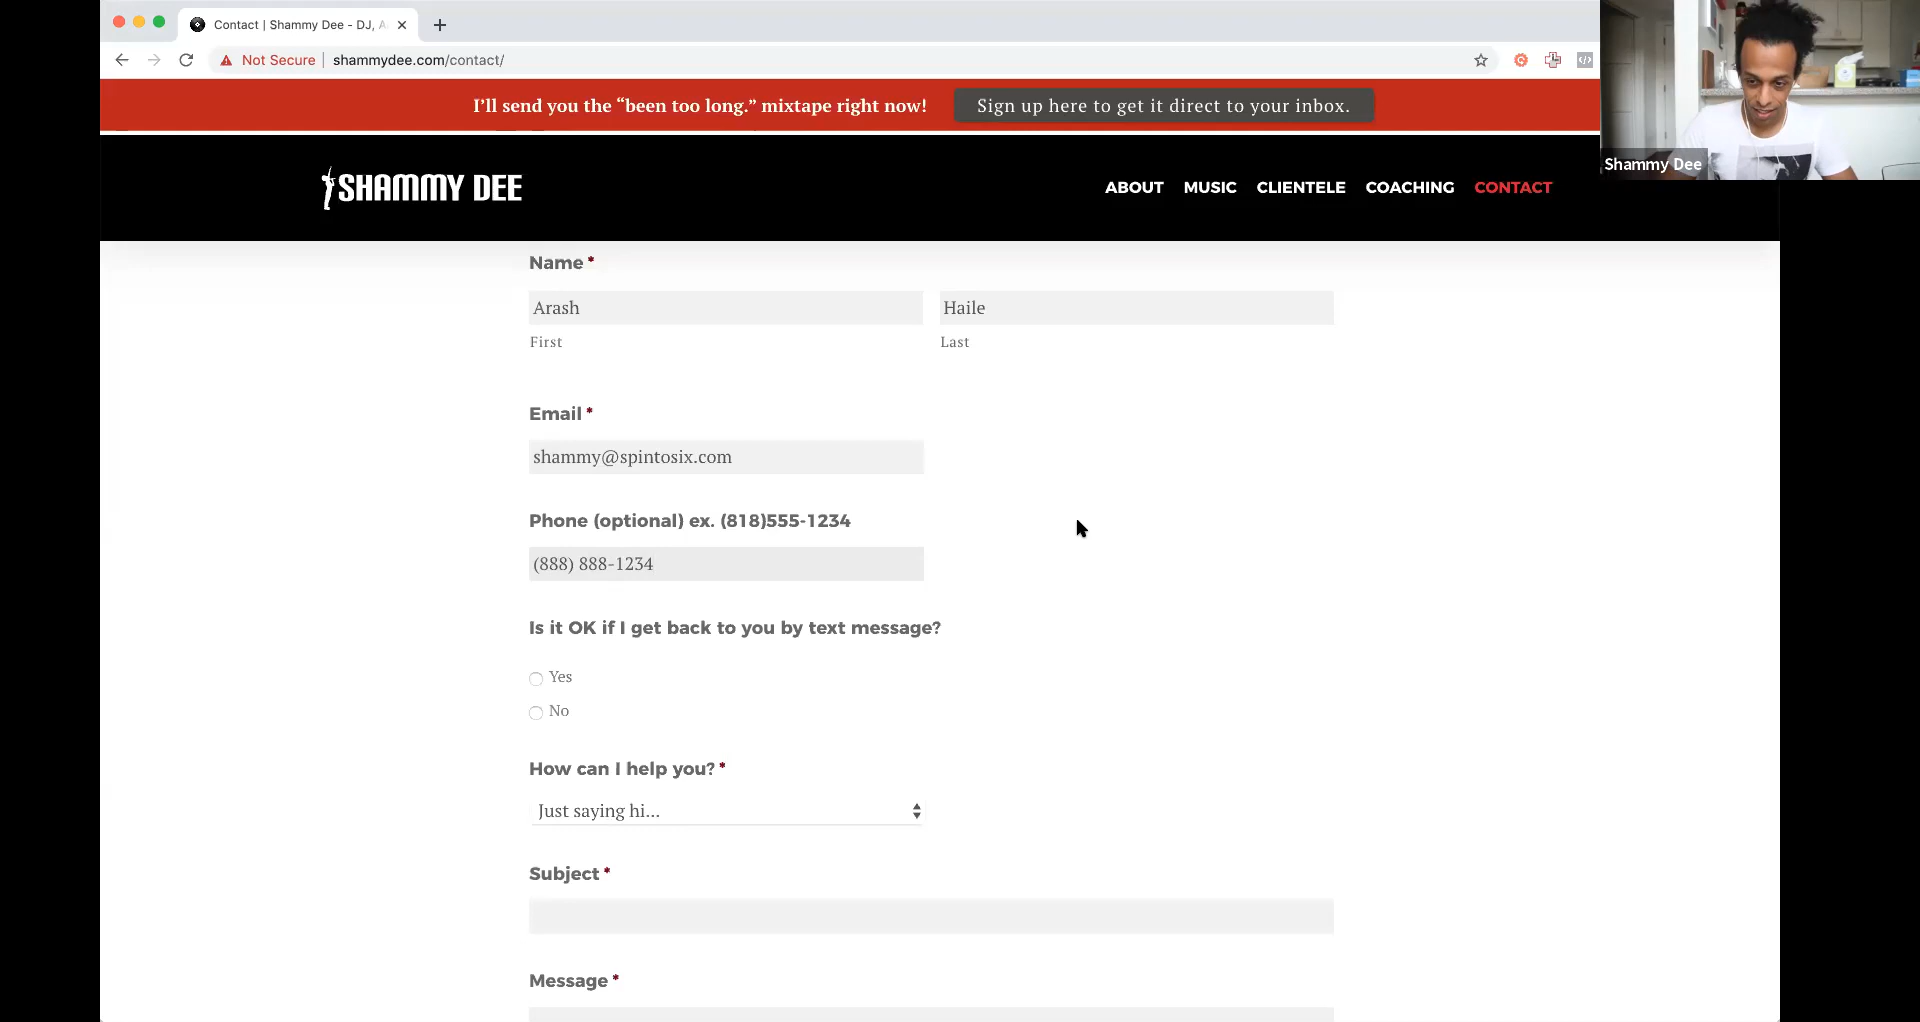 Contact | Shammy Dee - DJ, A
Not Secure | shammydee.com/contact/
I'll send you the “been too long.” mixtape right now!
Sign up here to get it direct to your inbox.
Shammy Dee
SHAMMY DEE
ABOUT MUSIC CLIENTELE COACHING CONTACT
Name *
Arash Haile
First Last
Email *
shammy@spintosix.com
Phone (optional) ex. (818)555-1234
(888) 888-1234
Is it OK if I get back to you by text message?
Yes
No
How can I help you? *
Just saying hi...
Subject *
Message *